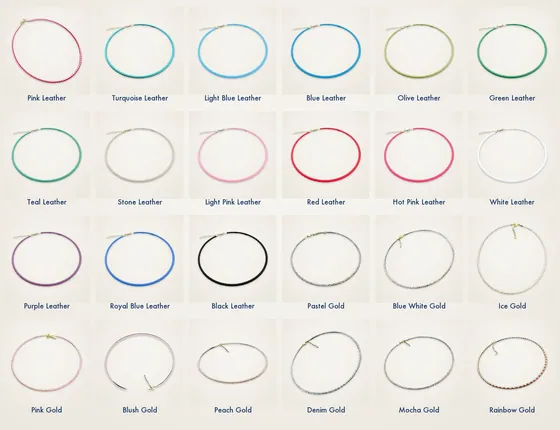 Pink Leather
Turquoise Leather
Light Blue Leather
Blue Leather
Olive Leather
Green Leather
Teal Leather
Stone Leather
Light Pink Leather
Red Leather
Hot Pink Leather
White Leather
Purple Leather
Royal Blue Leather
Black Leather
Pastel Gold
Blue White Gold
Ice Gold
Pink Gold
Blush Gold
Peach Gold
Denim Gold
Mocha Gold
Rainbow Gold